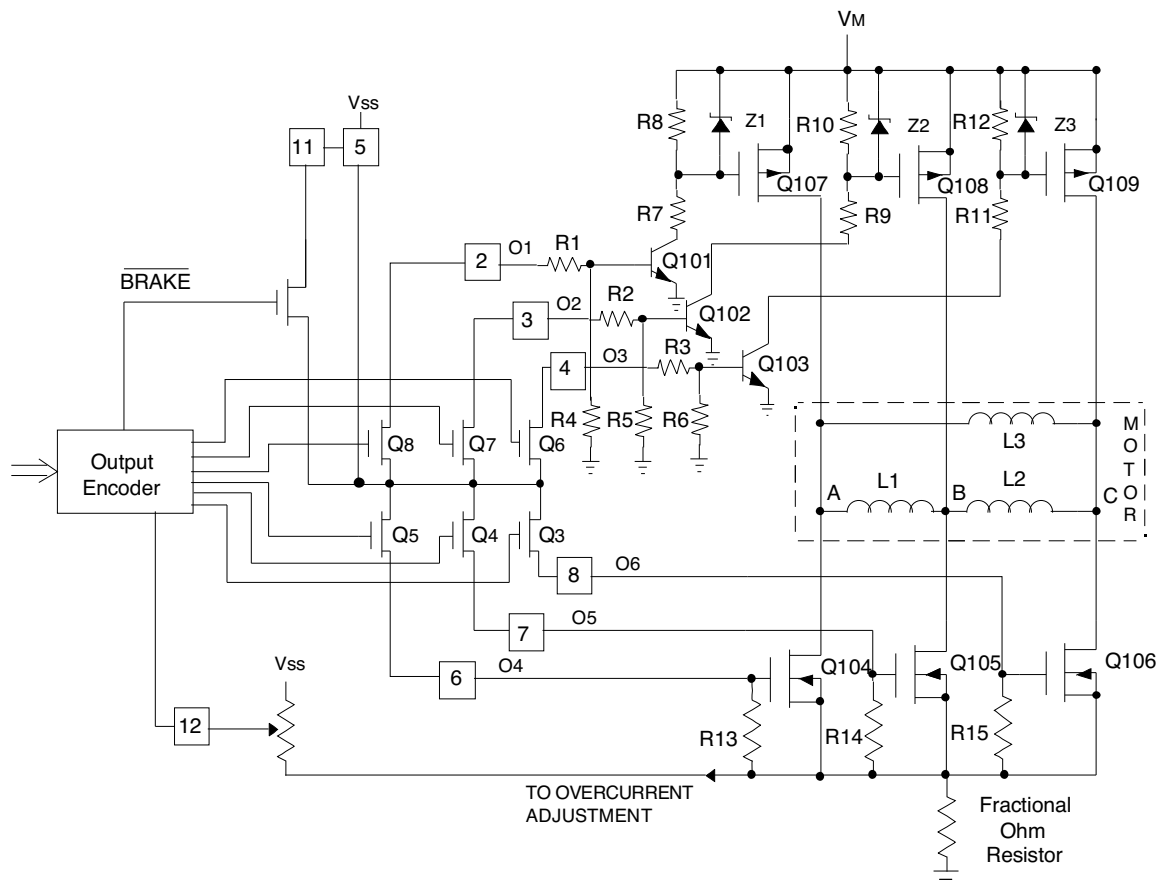 VM
Vss
11
5
R8
Z1
R10
Z2
R12
Z3
Q107
Q108
Q109
R7
R9
R11
2
O1
R1
Q101
BRAKE
3
O2
R2
Q102
4
O3
R3
Q103
R4
R5
R6
Q8
Q7
Q6
Output
Encoder
Q5
Q4
Q3
L3
A
L1
B
L2
C
MOTOR
8
O6
7
O5
6
O4
Q104
Q105
Q106
Vss
12
R13
R14
R15
TO OVERCURRENT
ADJUSTMENT
Fractional
Ohm
Resistor